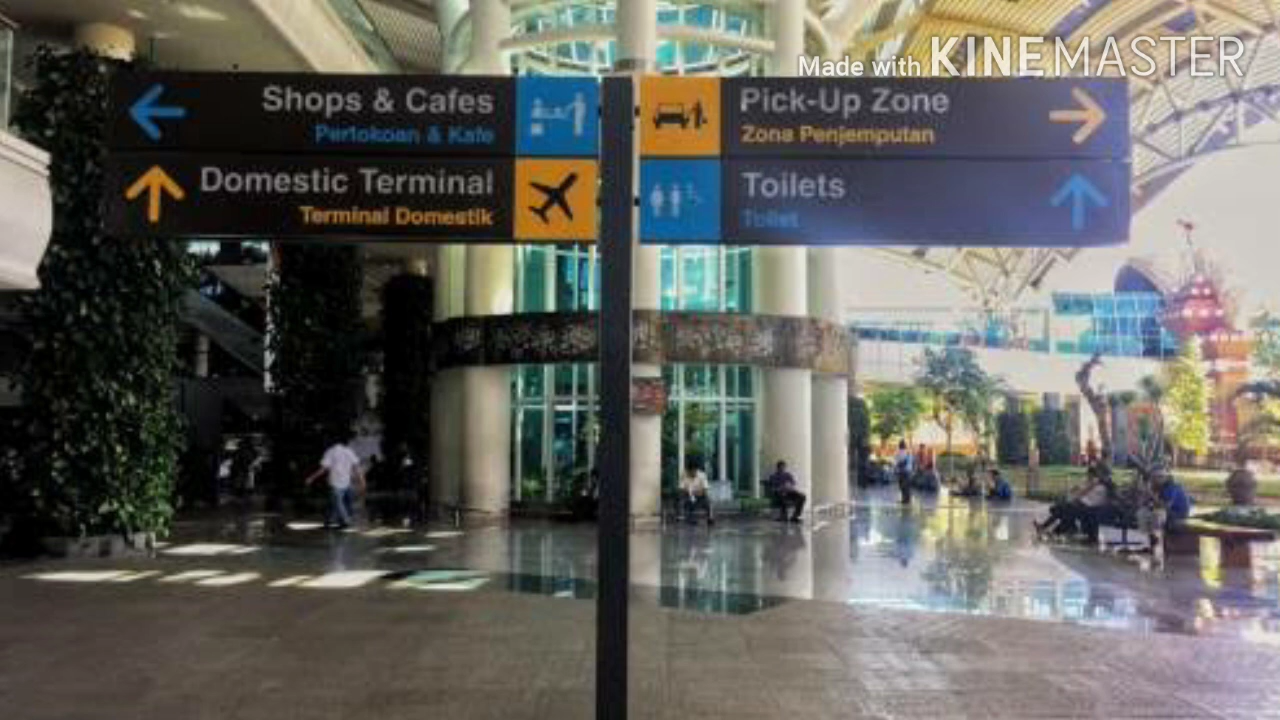 Made with KINEMASTER
Shops & Cafes
Pertokoan & Kafe
Domestic Terminal
Terminal Domestik
Pick-Up Zone
Zona Penjemputan
Toilets
Toilet